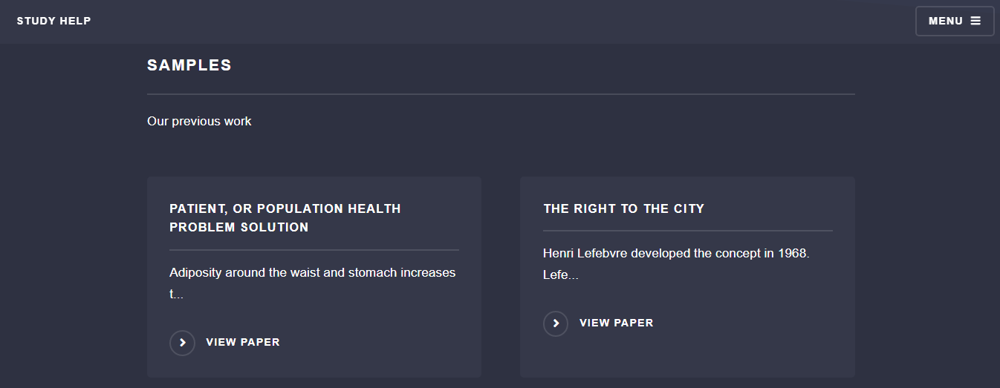 STUDY HELP
MENU
SAMPLES
Our previous work
PATIENT, OR POPULATION HEALTH
PROBLEM SOLUTION
Adiposity around the waist and stomach increases
t...
VIEW PAPER
THE RIGHT TO THE CITY
Henri Lefebvre developed the concept in 1968.
Lefe...
VIEW PAPER